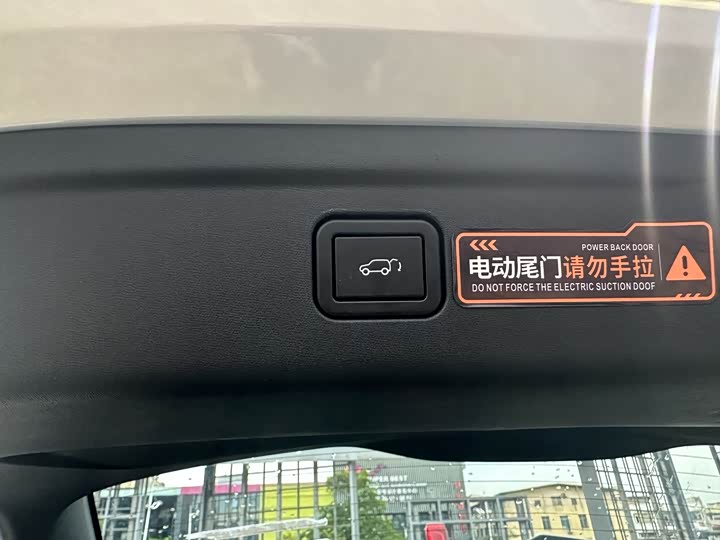 POWER BACK DOOR
电动尾门请勿手拉
DO NOT FORCE THE ELECTRIC SUCTION DOOF